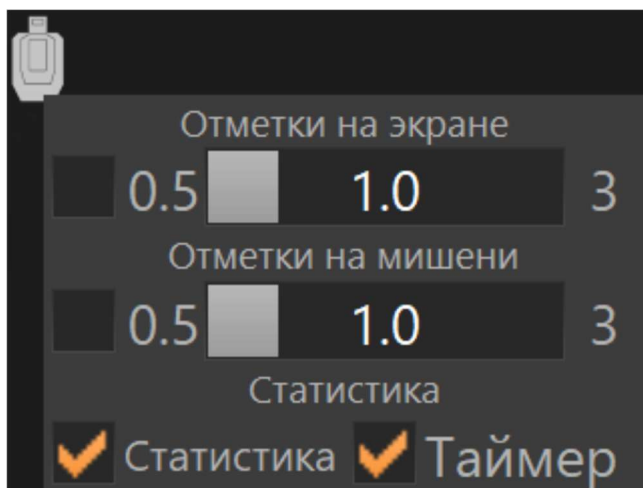 Отметки на экране
0.5 1.0 3
Отметки на мишени
0.5 1.0 3
Статистика
Статистика Таймер